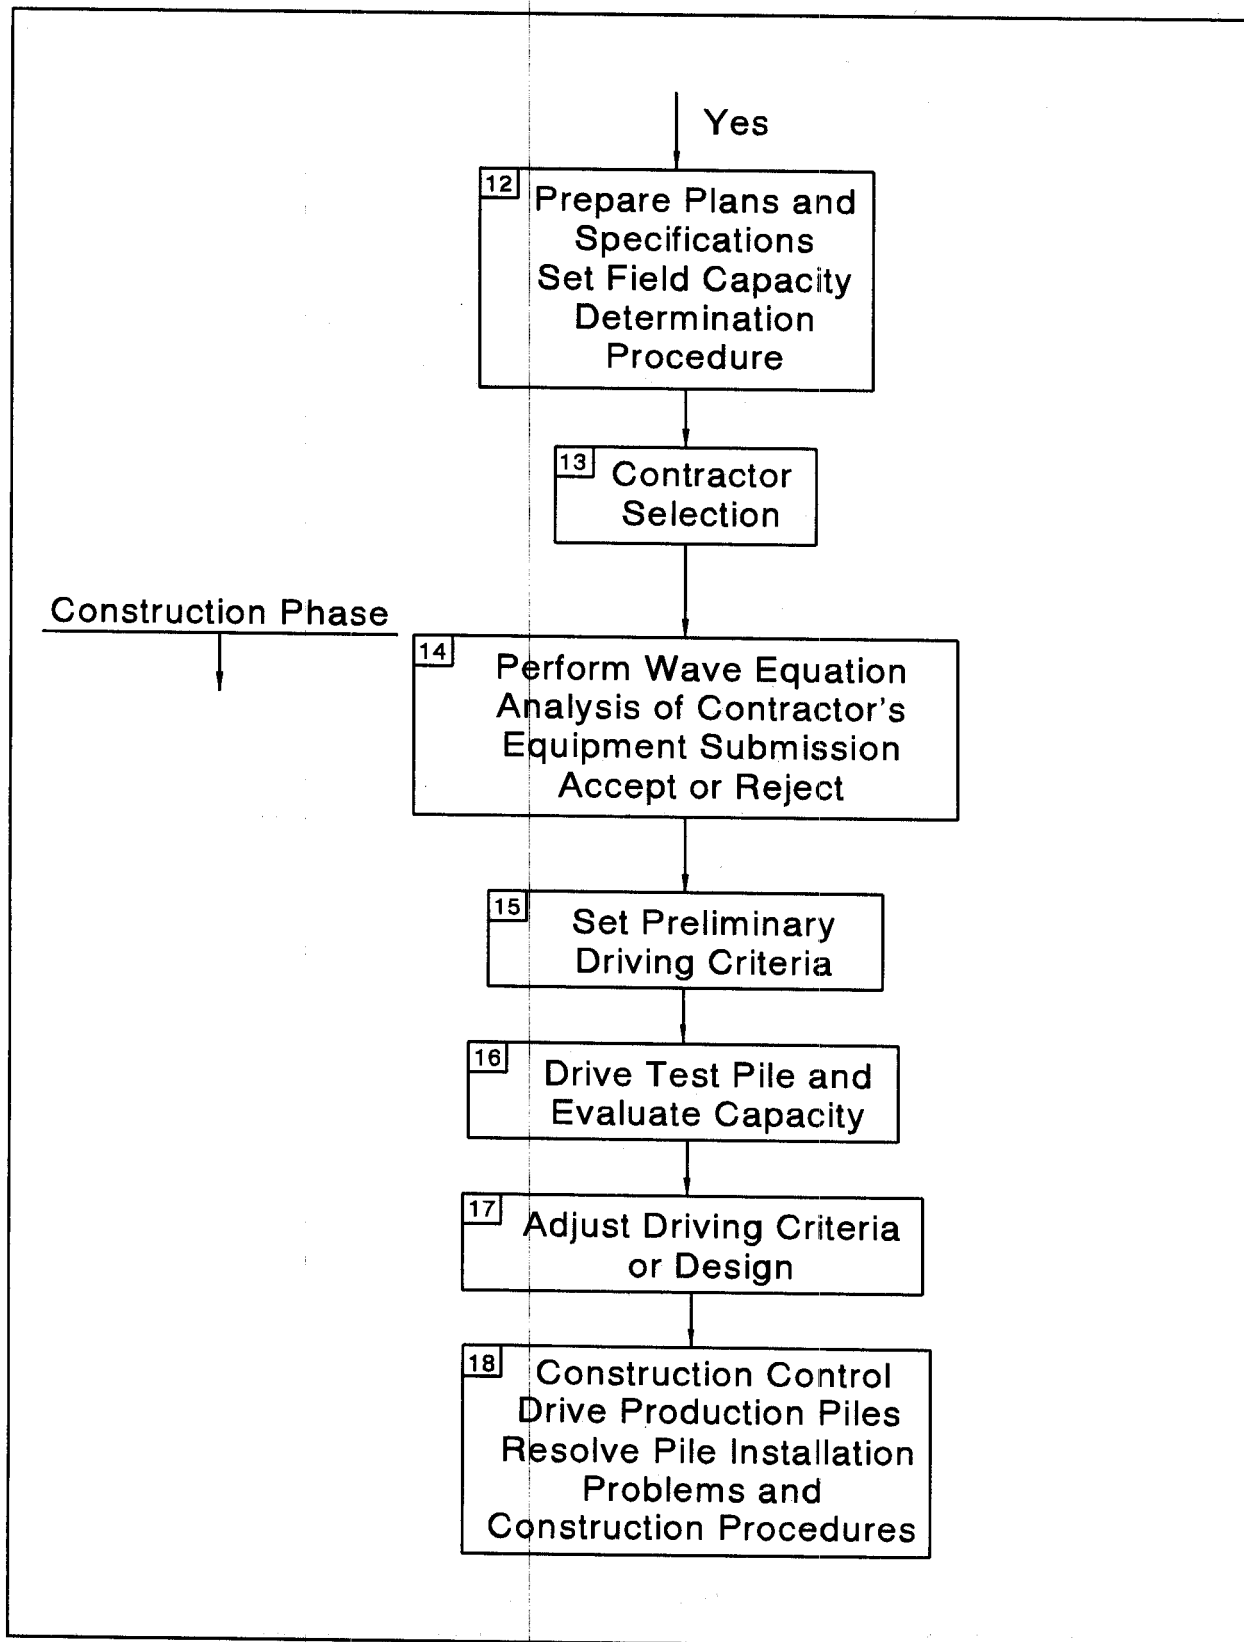 Yes
12
Prepare Plans and
Specifications
Set Field Capacity
Determination
Procedure
13
Contractor
Selection
Construction Phase
14
Perform Wave Equation
Analysis of Contractor's
Equipment Submission
Accept or Reject
15
Set Preliminary
Driving Criteria
16
Drive Test Pile and
Evaluate Capacity
17
Adjust Driving Criteria
or Design
18
Construction Control
Drive Production Piles
Resolve Pile Installation
Problems and
Construction Procedures